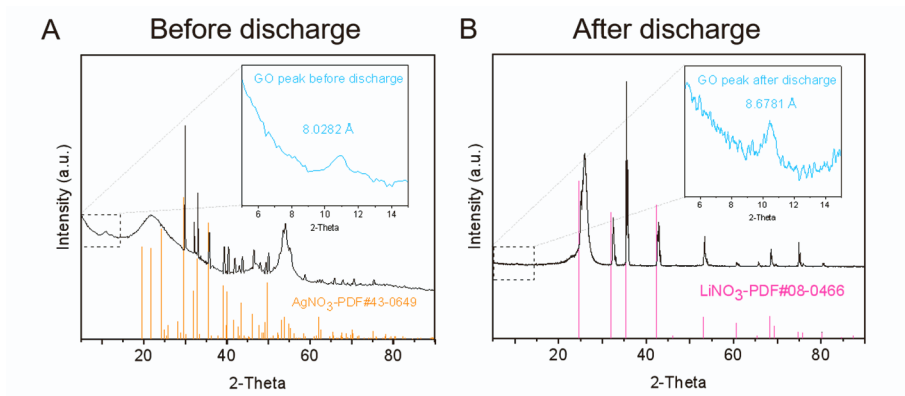 A Before discharge
GO peak before discharge
8.0282 Å
6 8 10 12 14
2-Theta
Intensity (a.u.)
AgNO3-PDF#43-0649
20 40 60 80
2-Theta
B After discharge
GO peak after discharge
8.6781 Å
6 8 10 12 14
2-Theta
Intensity (a.u.)
LiNO3-PDF#08-0466
20 40 60 80
2-Theta